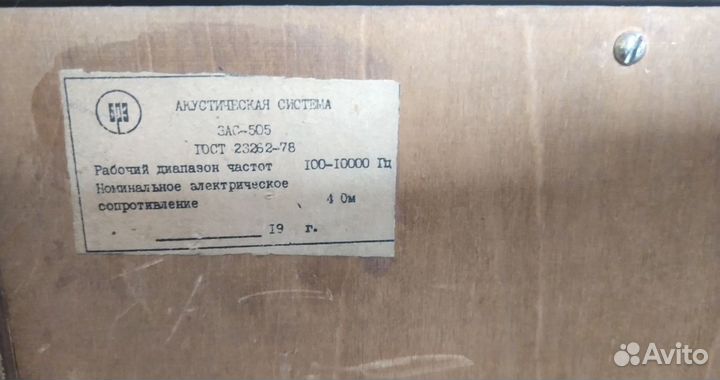 АКУСТИЧЕСКАЯ СИСТЕМА
3АС-505
ГОСТ 23262-78
Рабочий диапазон частот 100-10000 Гц
Номинальное электрическое
сопротивление 4 Ом
19 г.
Avito